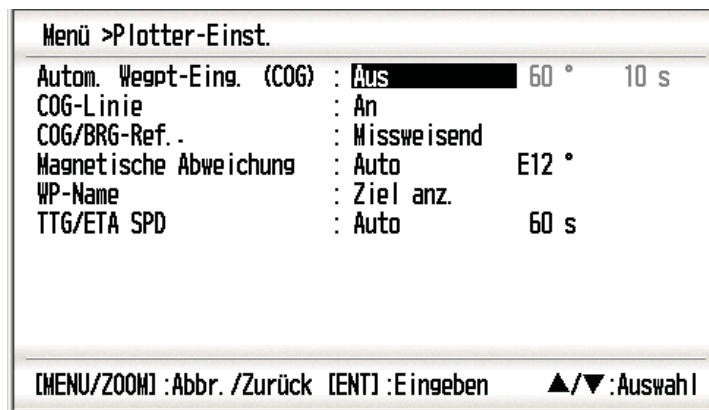 Menü >Plotter-Einst.
Autom. Wegpt-Eing. (COG) : Aus 60 ° 10 s
COG-Linie : An
COG/BRG-Ref.. : Missweisend
Magnetische Abweichung : Auto E12 °
WP-Name : Ziel anz.
TTG/ETA SPD : Auto 60 s
[MENU/ZOOM] :Abbr./Zurück [ENT] :Eingeben ▲/▼:Auswahl